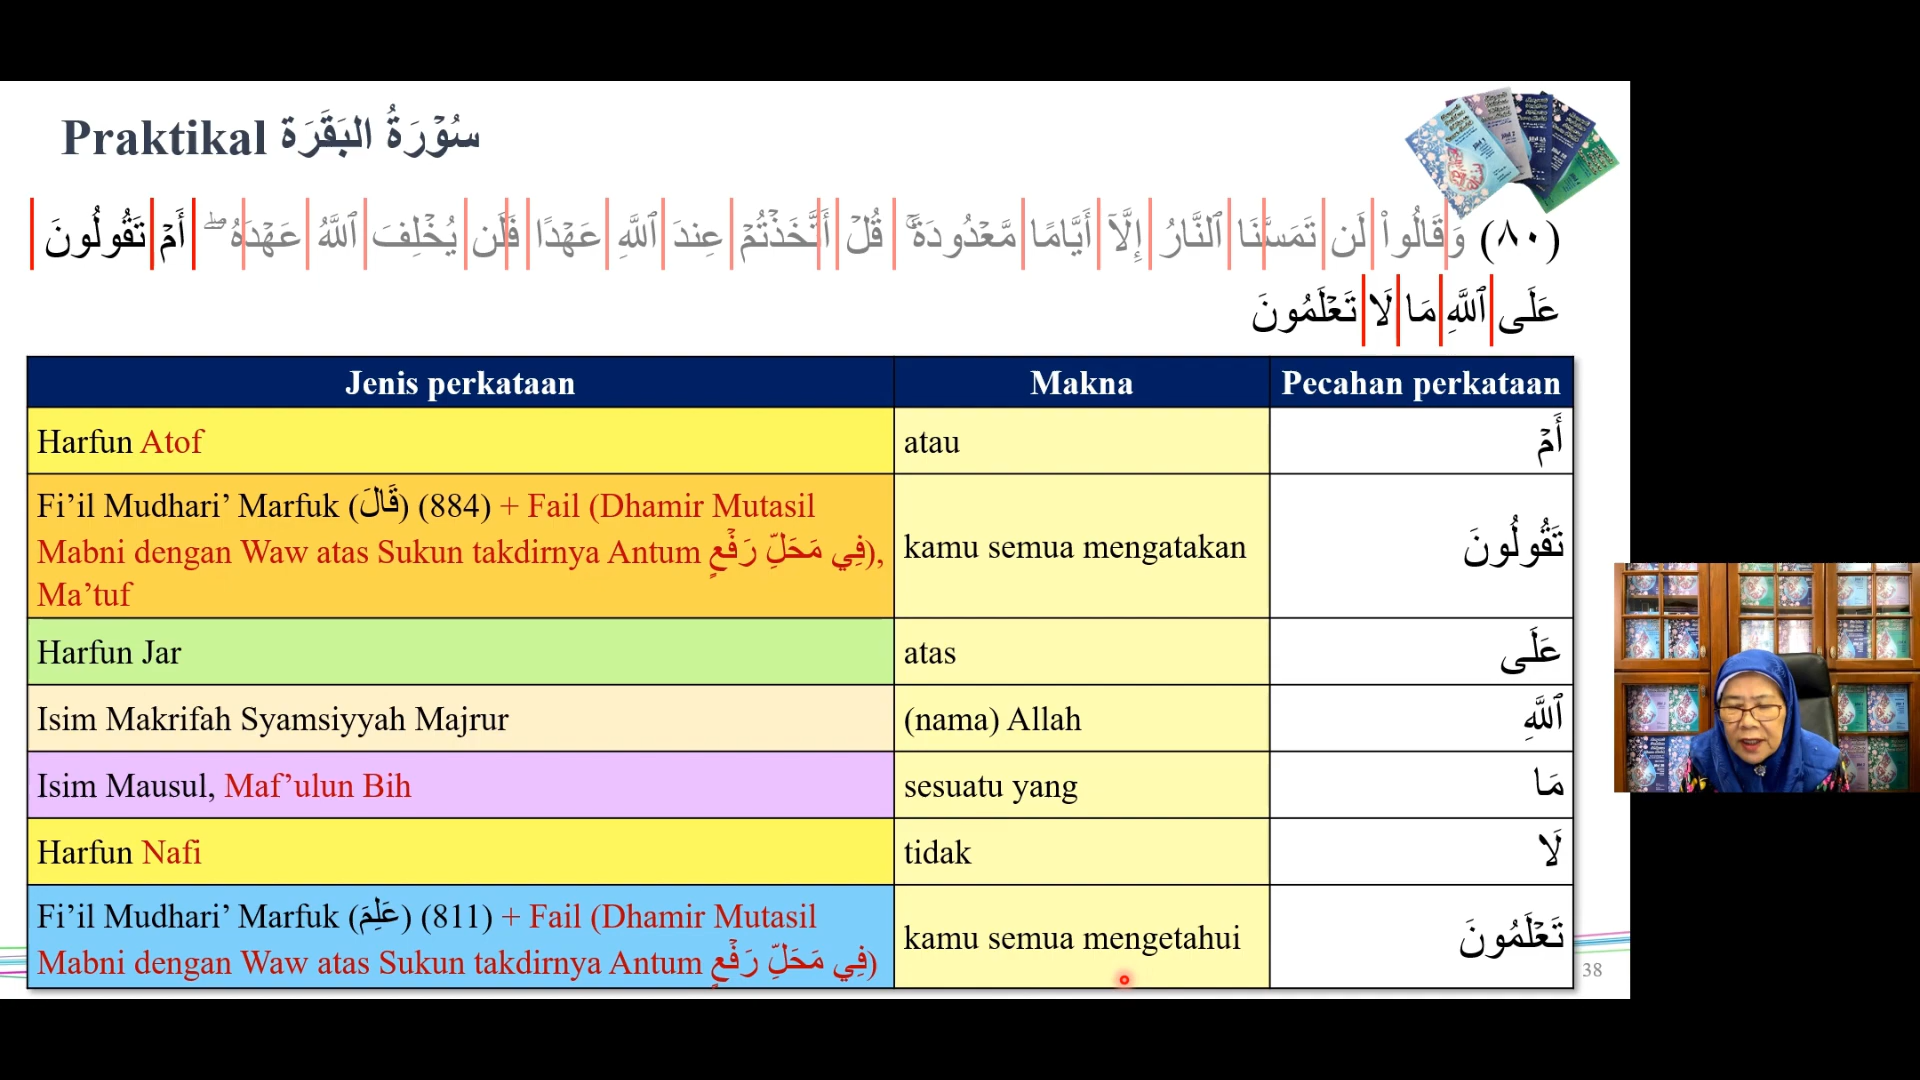 Praktikal سُوْرَةُ البَقَرَة
(٨٠) وَقَالُوا۟ لَن تَمَسَّنَا ٱلنَّارُ إِلَّآ أَيَّامًا مَّعْدُودَةً ۚ قُلْ أَتَّخَذْتُمْ عِندَ ٱللَّهِ عَهْدًا فَلَن يُخْلِفَ ٱللَّهُ عَهْدَهُۥٓ ۖ أَمْ تَقُولُونَ
عَلَى ٱللَّهِ مَا لَا تَعْلَمُونَ
Jenis perkataan Makna Pecahan perkataan
Harfun Atof atau أَمْ
Fi’il Mudhari’ Marfuk (قَالَ) (884) + Fail (Dhamir Mutasil
Mabni dengan Waw atas Sukun takdirnya Antum فِي مَحَلِّ رَفْعٍ),
Ma’tuf
kamu semua mengatakan تَقُولُونَ
Harfun Jar atas عَلَى
Isim Makrifah Syamsiyyah Majrur (nama) Allah ٱللَّهِ
Isim Mausul, Maf’ulun Bih sesuatu yang مَا
Harfun Nafi tidak لَا
Fi’il Mudhari’ Marfuk (عَلِمَ) (811) + Fail (Dhamir Mutasil
Mabni dengan Waw atas Sukun takdirnya Antum فِي مَحَلِّ رَفْعٍ)
kamu semua mengetahui تَعْلَمُونَ
38